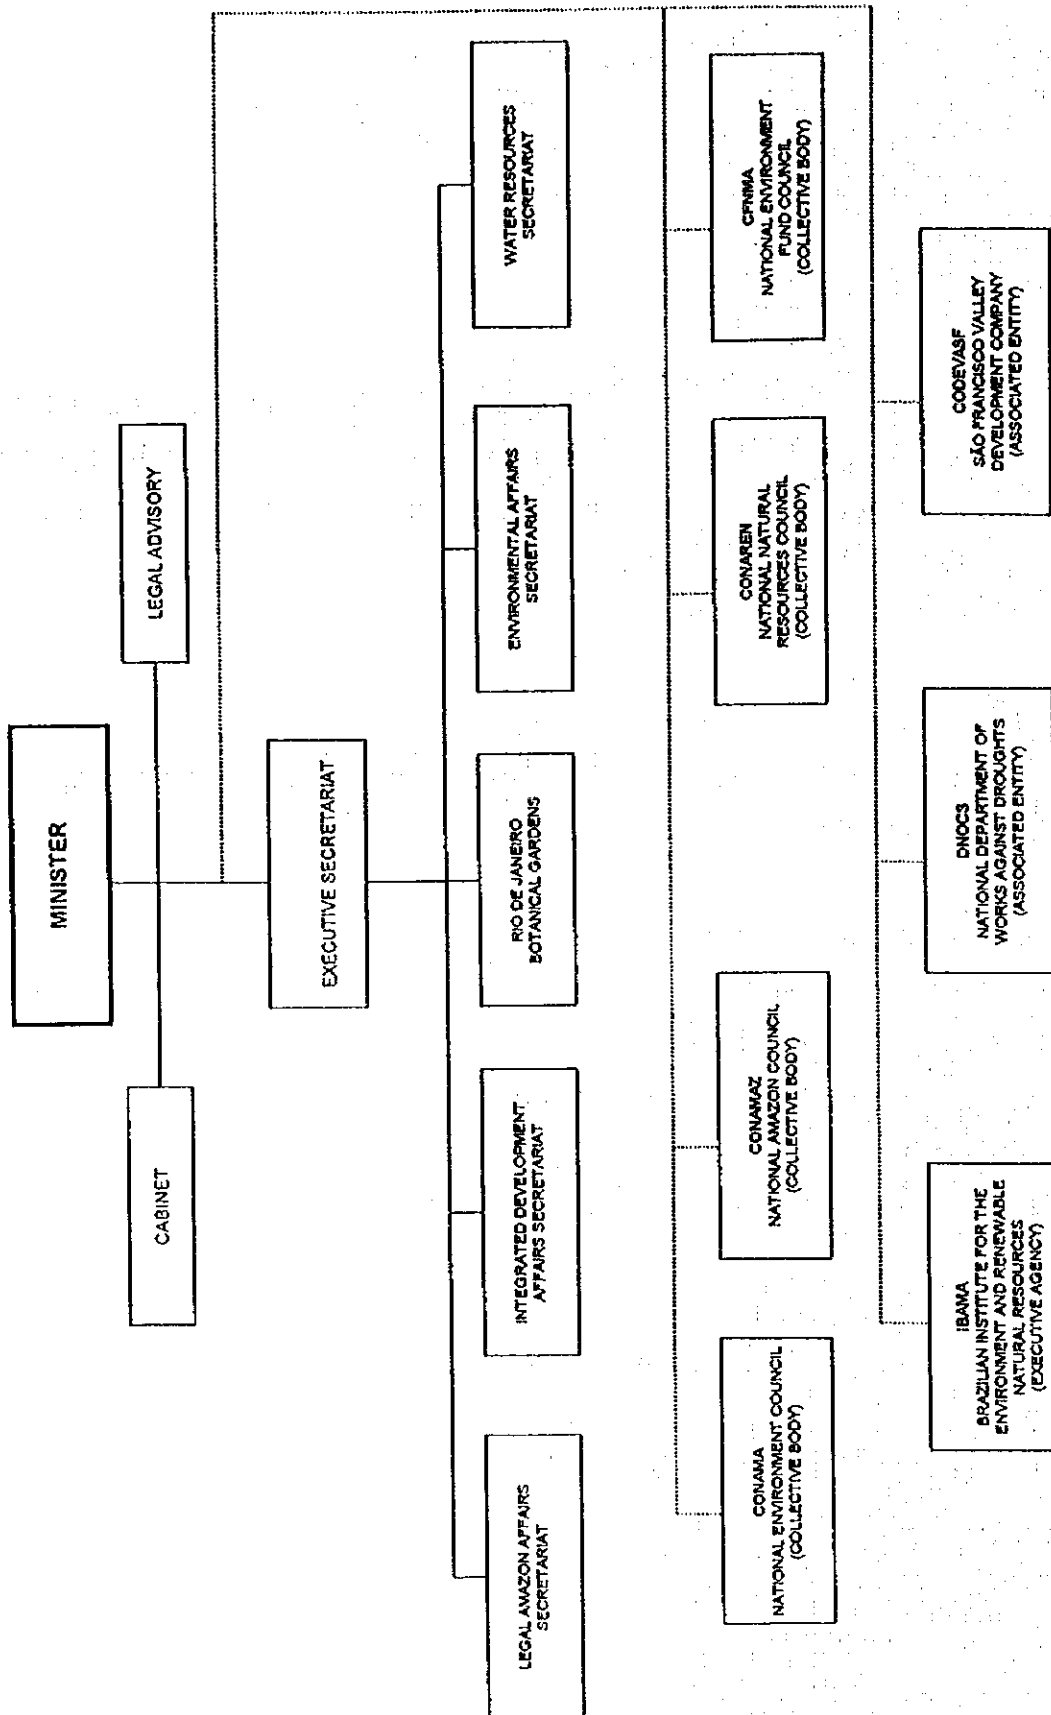 MINISTER
CABINET
LEGAL ADVISORY
EXECUTIVE SECRETARIAT
LEGAL AMAZON AFFAIRS
SECRETARIAT
INTEGRATED DEVELOPMENT
AFFAIRS SECRETARIAT
RIO DE JANEIRO
BOTANICAL GARDENS
ENVIRONMENTAL AFFAIRS
SECRETARIAT
WATER RESOURCES
SECRETARIAT
CONAMA
NATIONAL ENVIRONMENT COUNCIL
(COLLECTIVE BODY)
CONAMAZ
NATIONAL AMAZON COUNCIL
(COLLECTIVE BODY)
CONAREN
NATIONAL NATURAL
RESOURCES COUNCIL
(COLLECTIVE BODY)
CFNMA
NATIONAL ENVIRONMENT
FUND COUNCIL
(COLLECTIVE BODY)
IBAMA
BRAZILIAN INSTITUTE FOR THE
ENVIRONMENT AND RENEWABLE
NATURAL RESOURCES
(EXECUTIVE AGENCY)
DNOCS
NATIONAL DEPARTMENT OF
WORKS AGAINST DROUGHTS
(ASSOCIATED ENTITY)
CODEVASF
SÃO FRANCISCO VALLEY
DEVELOPMENT COMPANY
(ASSOCIATED ENTITY)